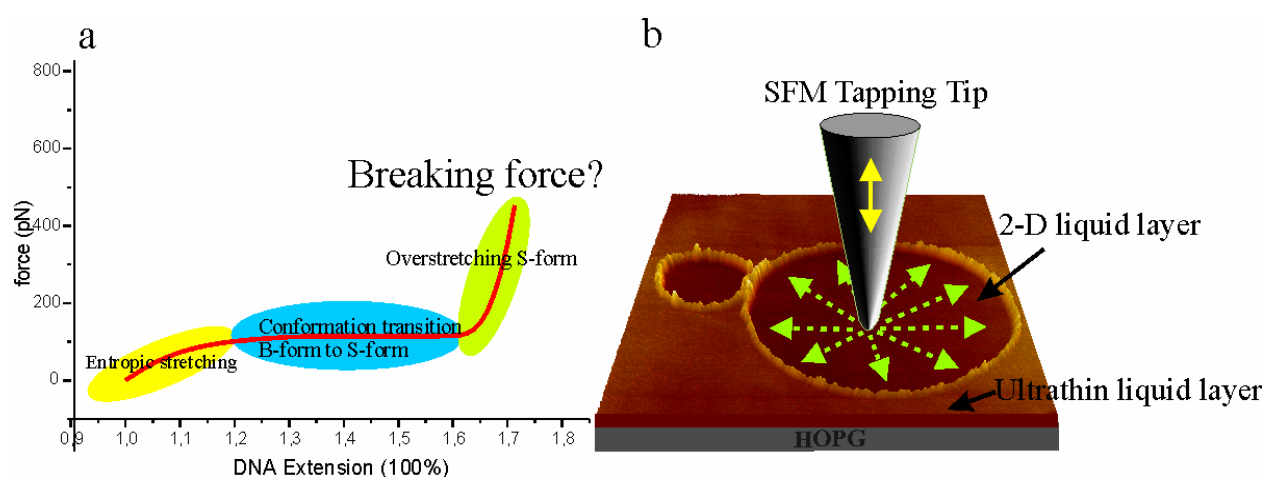 a
force (pN)
800
600
400
200
0
Breaking force?
Overstretching S-form
Conformation transition
B-form to S-form
Entropic stretching
0,9 1,0 1,1 1,2 1,3 1,4 1,5 1,6 1,7 1,8
DNA Extension (100%)
b
SFM Tapping Tip
2-D liquid layer
Ultrathin liquid layer
HOPG